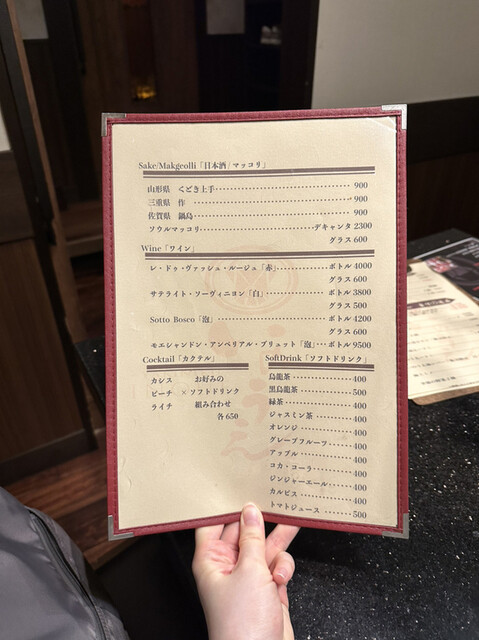 Sake/Makgeolli「日本酒/マッコリ」
山形県 くどき上手 900
三重県 作 900
佐賀県 鍋島 900
ソウルマッコリ デキャンタ 2300
グラス 600
Wine「ワイン」
レ・ドゥ・ヴァッシュ・ルージュ「赤」 ボトル 4000
グラス 600
サテライト・ソーヴィニヨン「白」 ボトル 3800
グラス 500
Sotto Bosco「泡」 ボトル 4200
グラス 600
モエシャンドン・アンペリアル・ブリュット「泡」 ボトル 9500
Cocktail「カクテル」
カシス お好みの
ピーチ × ソフトドリンク
ライチ 組み合わせ
各650
SoftDrink「ソフトドリンク」
烏龍茶 400
黒烏龍茶 500
緑茶 400
ジャスミン茶 400
オレンジ 400
グレープフルーツ 400
アップル 400
コカ・コーラ 400
ジンジャーエール 400
カルピス 400
トマトジュース 500